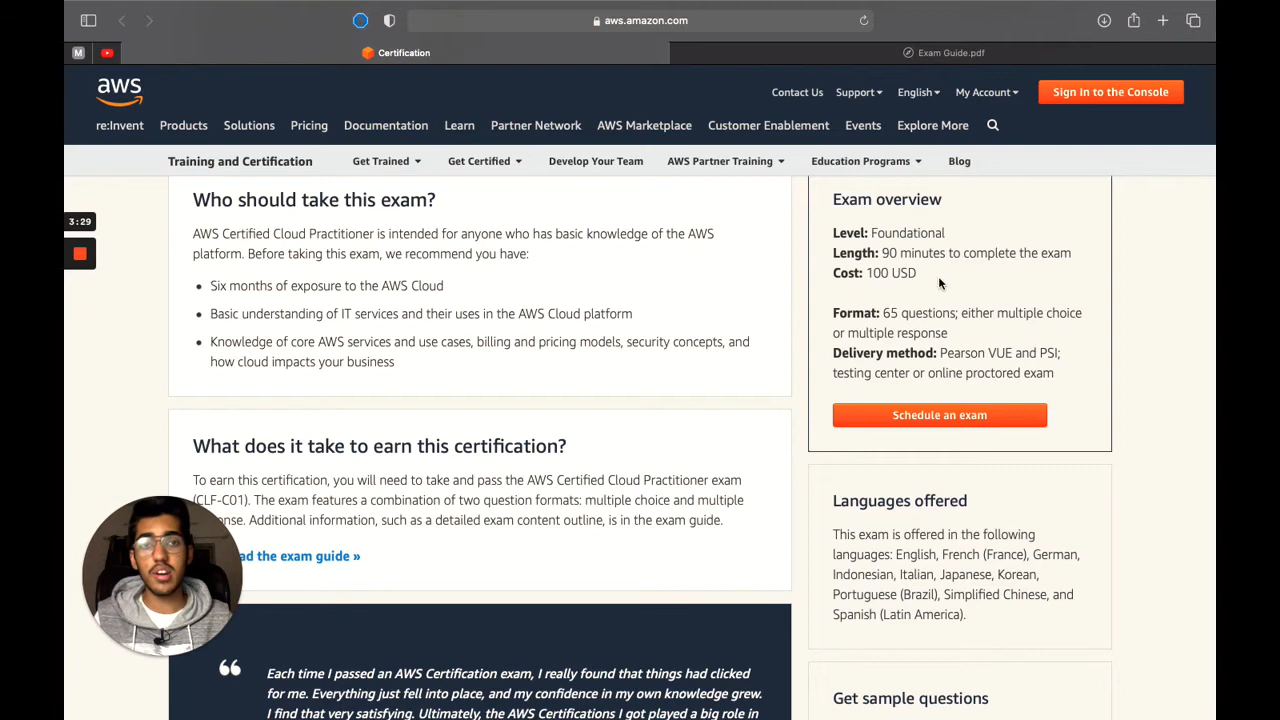 aws.amazon.com
M
Certification
Exam Guide.pdf
aws
Contact Us
Support
English
My Account
Sign In to the Console
re:Invent
Products
Solutions
Pricing
Documentation
Learn
Partner Network
AWS Marketplace
Customer Enablement
Events
Explore More
Training and Certification
Get Trained
Get Certified
Develop Your Team
AWS Partner Training
Education Programs
Blog
3:29
Who should take this exam?
AWS Certified Cloud Practitioner is intended for anyone who has basic knowledge of the AWS
platform. Before taking this exam, we recommend you have:
• Six months of exposure to the AWS Cloud
• Basic understanding of IT services and their uses in the AWS Cloud platform
• Knowledge of core AWS services and use cases, billing and pricing models, security concepts, and
how cloud impacts your business
What does it take to earn this certification?
To earn this certification, you will need to take and pass the AWS Certified Cloud Practitioner exam
(CLF-C01). The exam features a combination of two question formats: multiple choice and multiple
Additional information, such as a detailed exam content outline, is in the exam guide.
the exam guide »
Each time I passed an AWS Certification exam, I really found that things had clicked
for me. Everything just fell into place, and my confidence in my own knowledge grew.
I find that very satisfying. Ultimately, the AWS Certifications I got played a big role in
Exam overview
Level: Foundational
Length: 90 minutes to complete the exam
Cost: 100 USD
Format: 65 questions; either multiple choice
or multiple response
Delivery method: Pearson VUE and PSI;
testing center or online proctored exam
Schedule an exam
Languages offered
This exam is offered in the following
languages: English, French (France), German,
Indonesian, Italian, Japanese, Korean,
Portuguese (Brazil), Simplified Chinese, and
Spanish (Latin America).
Get sample questions